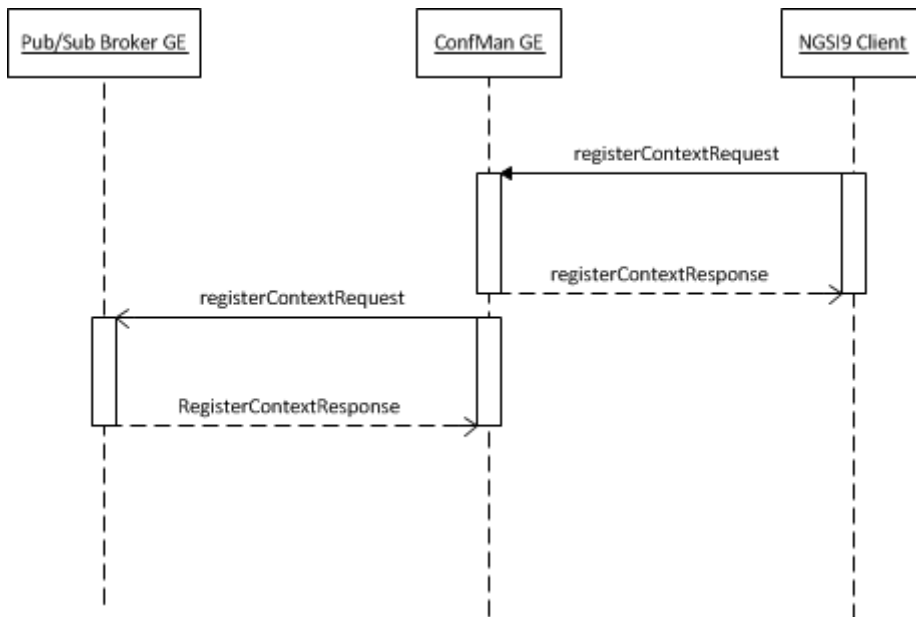 Pub/Sub Broker GE
ConfMan GE
NGSI9 Client
registerContextRequest
registerContextResponse
registerContextRequest
RegisterContextResponse